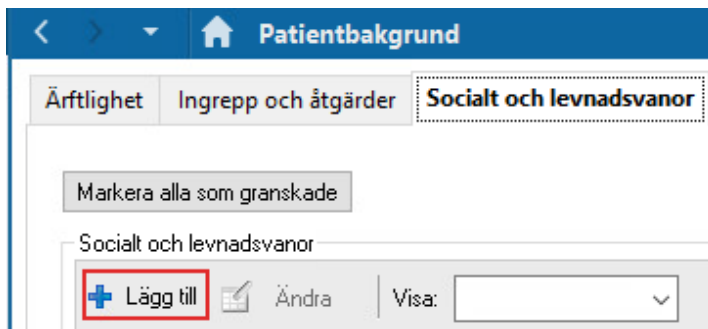 Patientbakgrund
Ärftlighet Ingrepp och åtgärder Socialt och levnadsvanor
Markera alla som granskade
Socialt och levnadsvanor
Lägg till Ändra Visa: